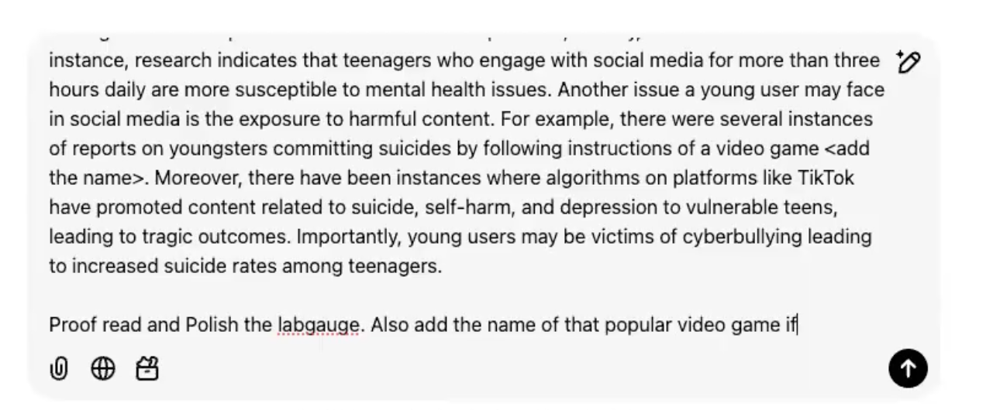 instance, research indicates that teenagers who engage with social media for more than three
hours daily are more susceptible to mental health issues. Another issue a young user may face
in social media is the exposure to harmful content. For example, there were several instances
of reports on youngsters committing suicides by following instructions of a video game <add
the name>. Moreover, there have been instances where algorithms on platforms like TikTok
have promoted content related to suicide, self-harm, and depression to vulnerable teens,
leading to tragic outcomes. Importantly, young users may be victims of cyberbullying leading
to increased suicide rates among teenagers.
Proof read and Polish the labgauge. Also add the name of that popular video game if